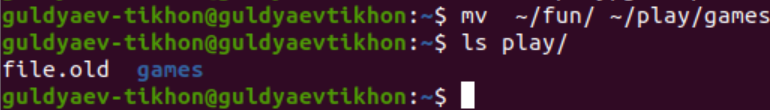 guldyaev-tikhon@guldyaevtikhon:~$ mv  ~/fun/ ~/play/games
guldyaev-tikhon@guldyaevtikhon:~$ ls play/
file.old  games
guldyaev-tikhon@guldyaevtikhon:~$